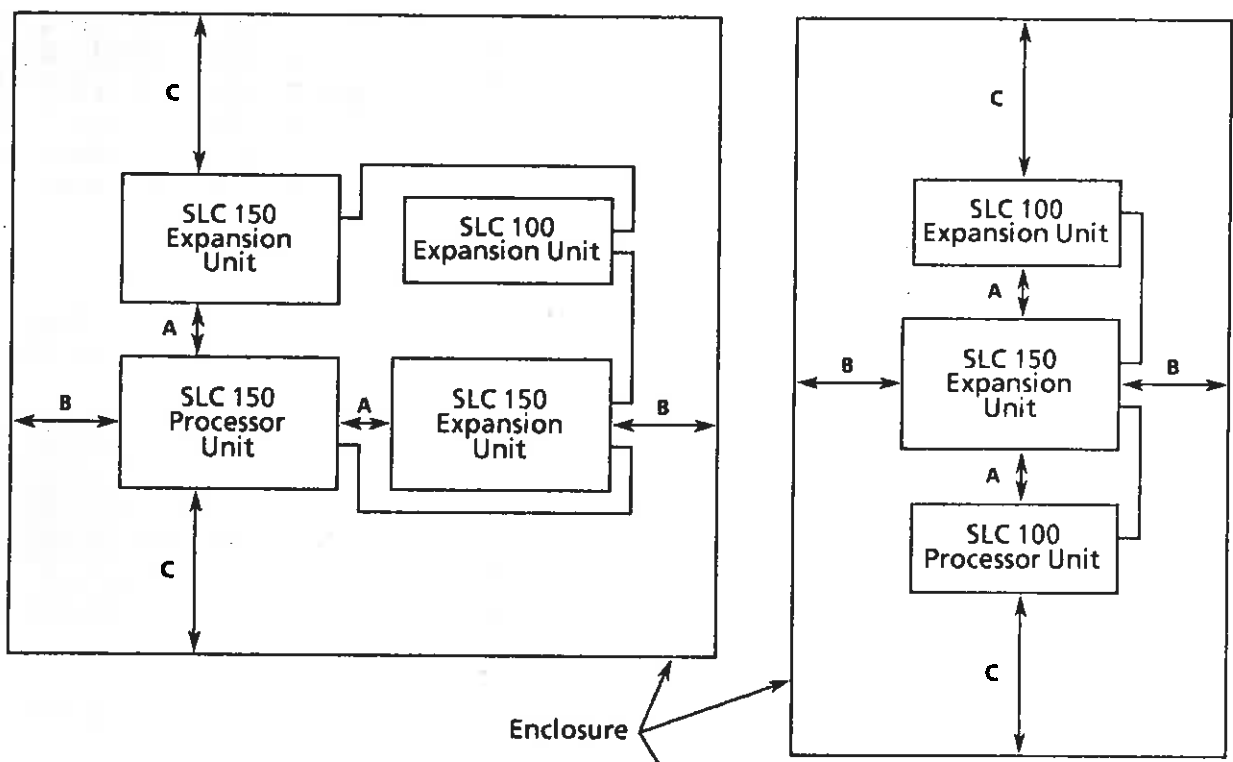 C
SLC 150
Expansion
Unit
SLC 100
Expansion Unit
A
SLC 150
Processor
Unit
B
A
SLC 150
Expansion
Unit
B
C
C
SLC 100
Expansion Unit
A
SLC 150
Expansion
Unit
B
B
A
SLC 100
Processor Unit
C
Enclosure